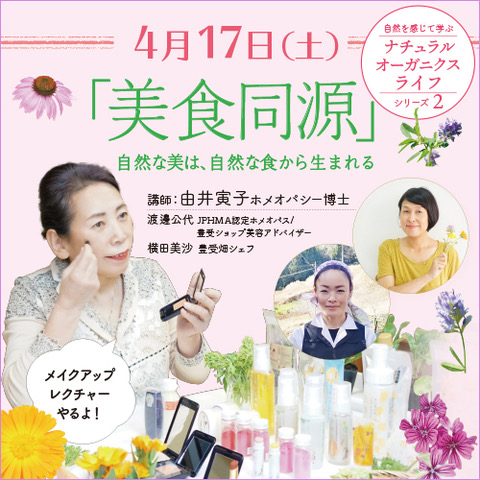 4月17日(土)
自然を感じて学ぶ
ナチュラル
オーガニクス
ライフ
シリーズ2
「美食同源」
自然な美は、自然な食から生まれる
講師:由井寅子ホメオパシー博士
渡邊公代 JPHMA認定ホメオパス/
豊受ショップ美容アドバイザー
横田美沙 豊受畑シェフ
メイクアップ
レクチャー
やるよ!